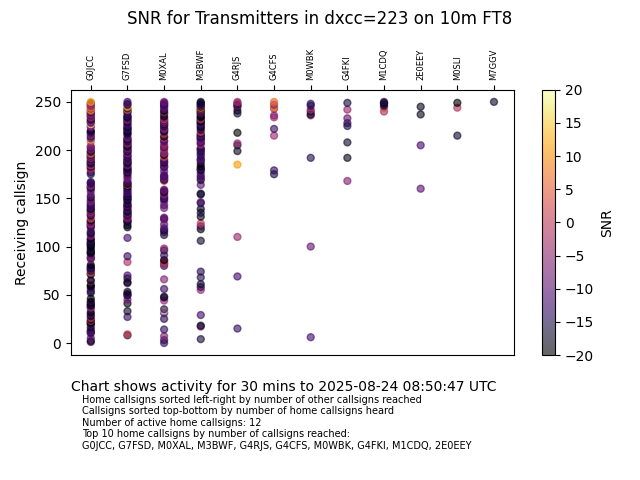 SNR for Transmitters in dxcc=223 on 10m FT8
G0JCC G7FSD M0XAL M3BWF G4RJS G4CFS M0WBK G4FKI M1CDQ 2E0EEY M0SLI M7GGV
250
200
150
100
50
0
Receiving callsign
20
15
10
5
0
−5
−10
−15
−20
SNR
Chart shows activity for 30 mins to 2025-08-24 08:50:47 UTC
Home callsigns sorted left-right by number of other callsigns reached
Callsigns sorted top-bottom by number of home callsigns heard
Number of active home callsigns: 12
Top 10 home callsigns by number of callsigns reached:
G0JCC, G7FSD, M0XAL, M3BWF, G4RJS, G4CFS, M0WBK, G4FKI, M1CDQ, 2E0EEY